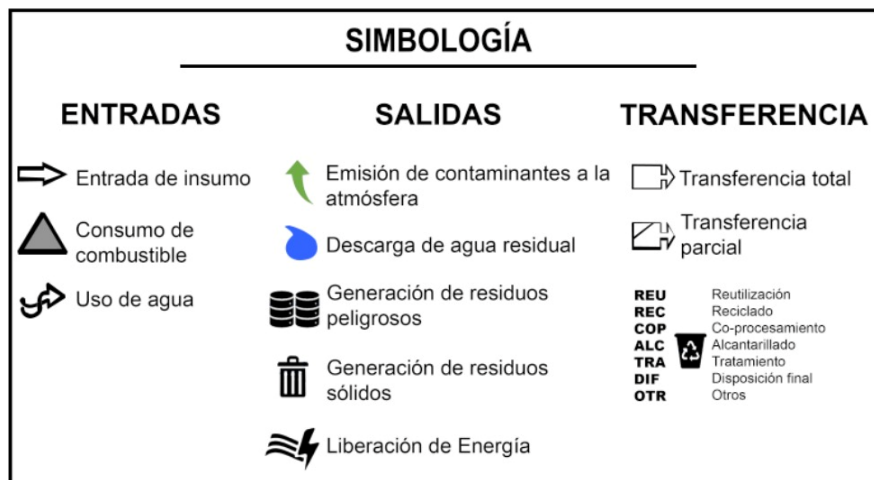 SIMBOLOGÍA
ENTRADAS
Entrada de insumo
Consumo de
combustible
Uso de agua
SALIDAS
Emisión de contaminantes a la
atmósfera
Descarga de agua residual
Generación de residuos
peligrosos
Generación de residuos
sólidos
Liberación de Energía
TRANSFERENCIA
Transferencia total
Transferencia
parcial
REU Reutilización
REC Reciclado
COP Co-procesamiento
ALC Alcantarillado
TRA Tratamiento
DIF Disposición final
OTR Otros